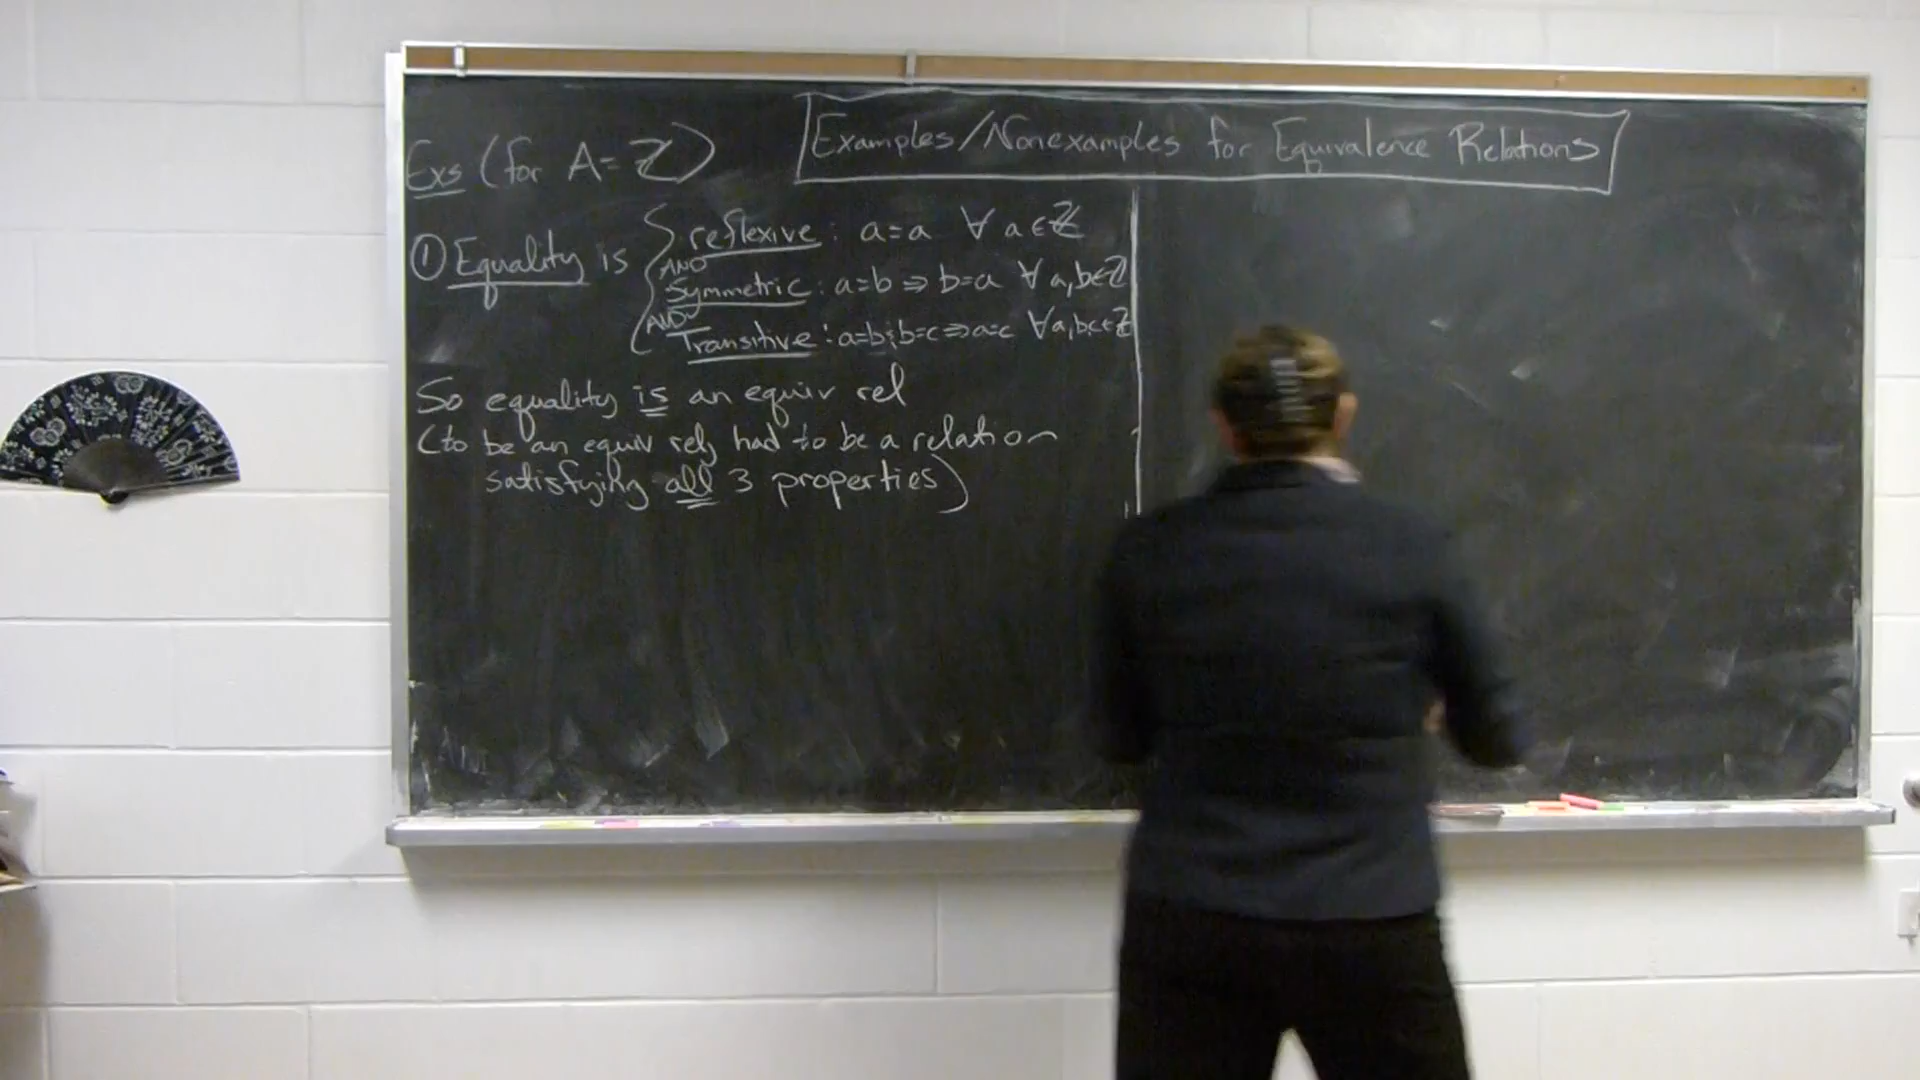 Examples/Nonexamples for Equivalence Relations
Exs (for A = ℤ)
① Equality is
reflexive: a=a ∀ a∈ℤ
AND
Symmetric: a=b ⇒ b=a ∀ a,b∈ℤ
AND
Transitive: a=b & b=c ⇒ a=c ∀a,b,c∈ℤ
So equality is an equiv rel
(to be an equiv rel, had to be a relation
satisfying all 3 properties)